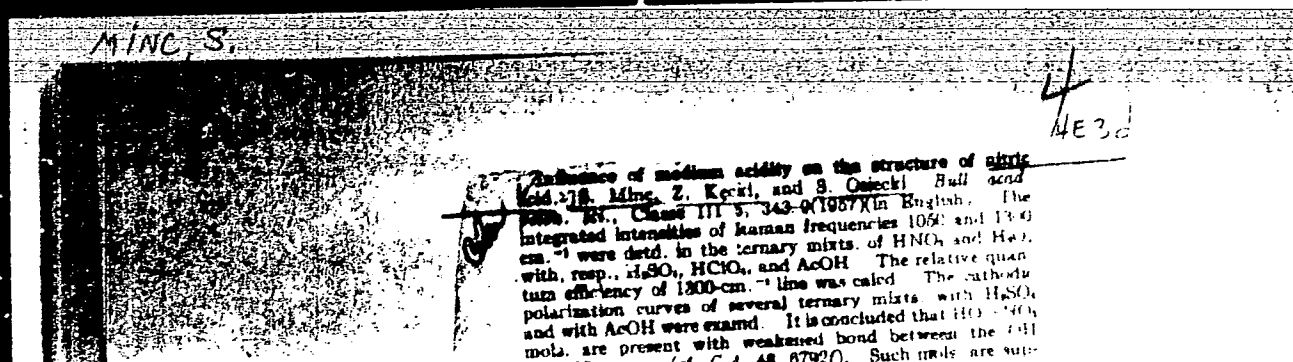 MINC, S.
4
4E3d
Influence of medium acidity on the structure of nitric
acid. S. Minc, Z. Kęcki, and S. Osiecki Bull acad
Classe III 5, 343-9(1957)(in English. The
integrated intensities of Raman frequencies 1050 and 1300
cm.⁻¹ were detd. in the ternary mixts. of HNO₃ and H₂O,
with, resp., H₂SO₄, HClO₄, and AcOH The relative quan
tum efficiency of 1300-cm.⁻¹ line was calcd The cathodic
polarization curves of several ternary mixts. with H₂SO₄
and with AcOH were examd. It is concluded that
mols. are present with weakened bond between the OH
C.A. 48, 6792 Such mols are